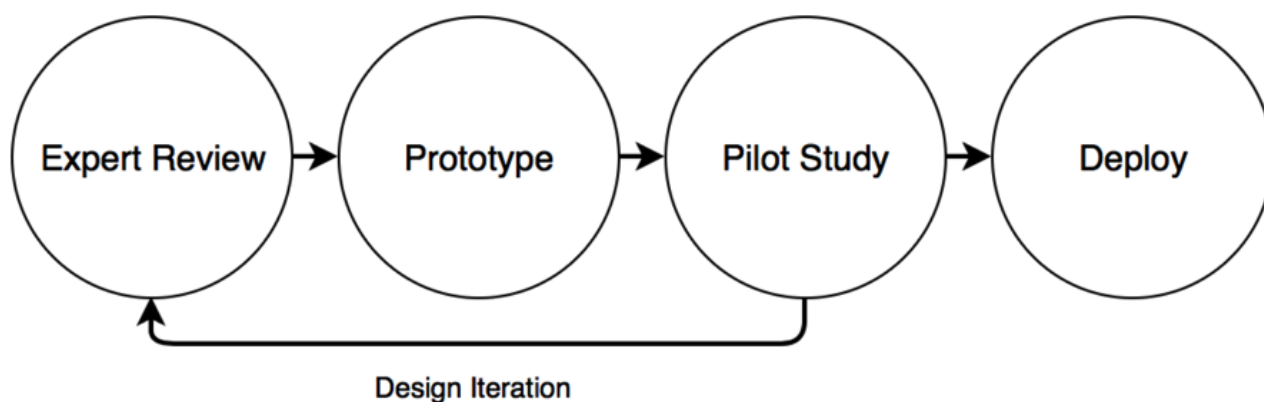 Expert Review
Prototype
Pilot Study
Deploy
Design Iteration